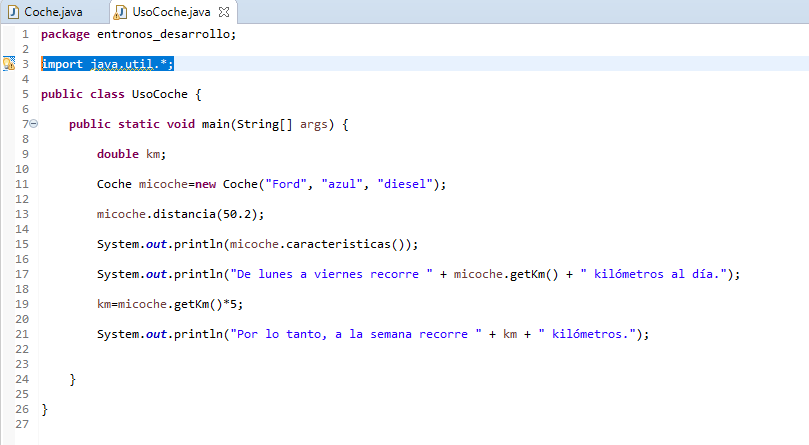 Coche.java UsoCoche.java
1 package entronos_desarrollo;
2
3 import java.util.*;
4
5 public class UsoCoche {
6
7 public static void main(String[] args) {
8
9 double km;
10
11 Coche micoche=new Coche("Ford", "azul", "diesel");
12
13 micoche.distancia(50.2);
14
15 System.out.println(micoche.caracteristicas());
16
17 System.out.println("De lunes a viernes recorre " + micoche.getKm() + " kilómetros al día.");
18
19 km=micoche.getKm()*5;
20
21 System.out.println("Por lo tanto, a la semana recorre " + km + " kilómetros.");
22
23
24 }
25
26 }
27